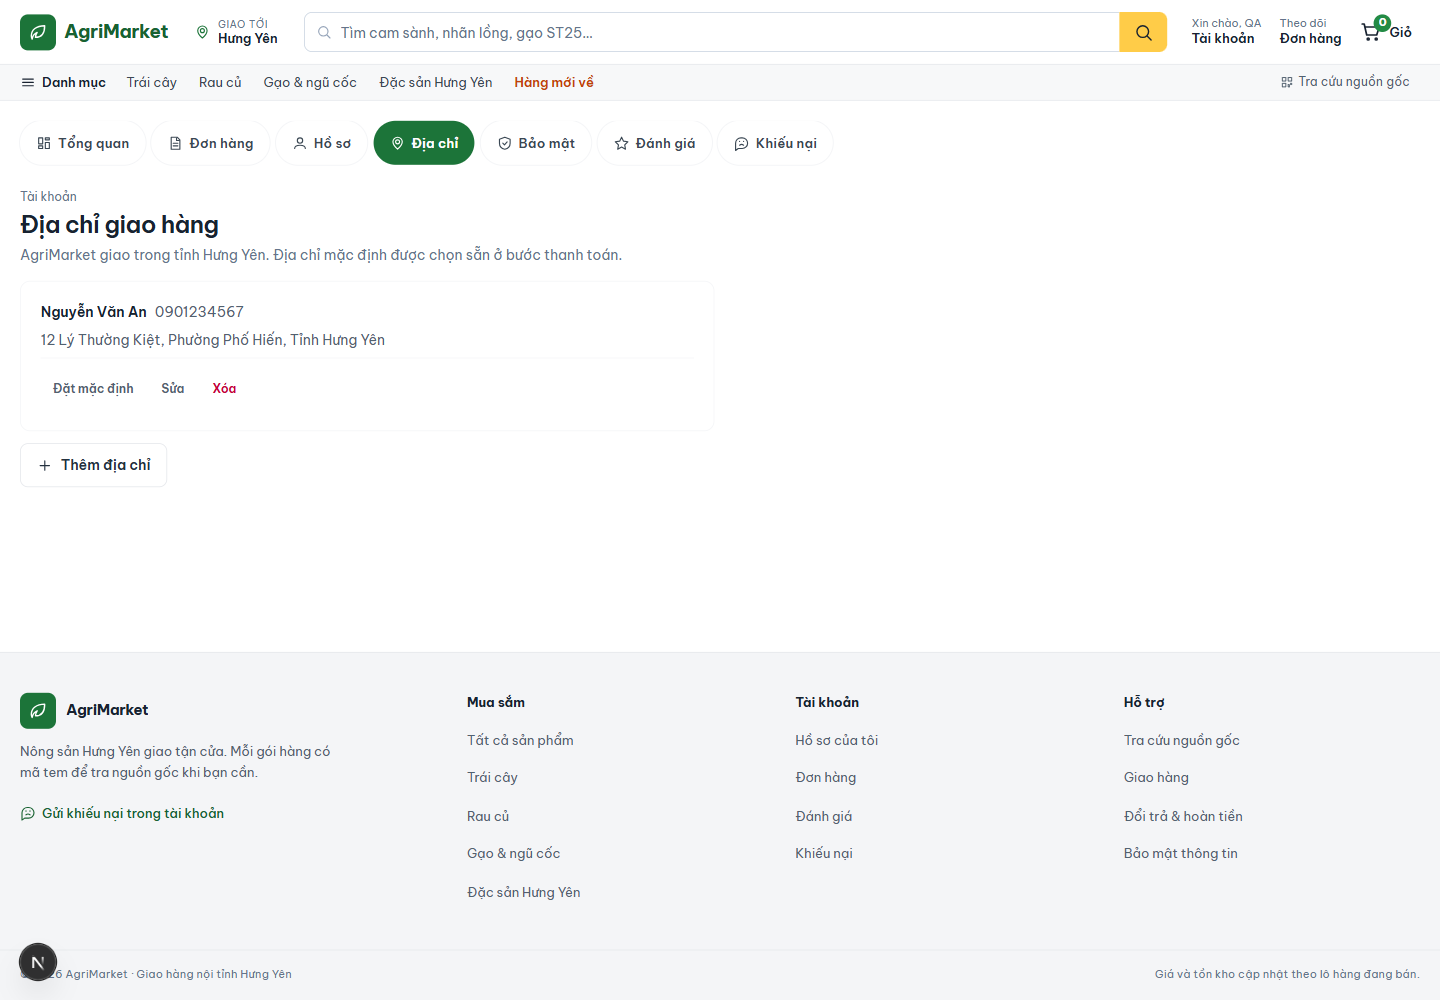 AgriMarket
GIAO TỚI
Hưng Yên
Tìm cam sành, nhãn lồng, gạo ST25...
Xin chào, QA
Tài khoản
Theo dõi
Đơn hàng
0
Giỏ
Danh mục
Trái cây
Rau củ
Gạo & ngũ cốc
Đặc sản Hưng Yên
Hàng mới về
Tra cứu nguồn gốc
Tổng quan
Đơn hàng
Hồ sơ
Địa chỉ
Bảo mật
Đánh giá
Khiếu nại
Tài khoản
Địa chỉ giao hàng
AgriMarket giao trong tỉnh Hưng Yên. Địa chỉ mặc định được chọn sẵn ở bước thanh toán.
Nguyễn Văn An 0901234567
12 Lý Thường Kiệt, Phường Phố Hiến, Tỉnh Hưng Yên
Đặt mặc định
Sửa
Xóa
Thêm địa chỉ
AgriMarket
Nông sản Hưng Yên giao tận cửa. Mỗi gói hàng có
mã tem để tra nguồn gốc khi bạn cần.
Gửi khiếu nại trong tài khoản
Mua sắm
Tất cả sản phẩm
Trái cây
Rau củ
Gạo & ngũ cốc
Đặc sản Hưng Yên
Tài khoản
Hồ sơ của tôi
Đơn hàng
Đánh giá
Khiếu nại
Hỗ trợ
Tra cứu nguồn gốc
Giao hàng
Đổi trả & hoàn tiền
Bảo mật thông tin
N
AgriMarket · Giao hàng nội tỉnh Hưng Yên
Giá và tồn kho cập nhật theo lô hàng đang bán.